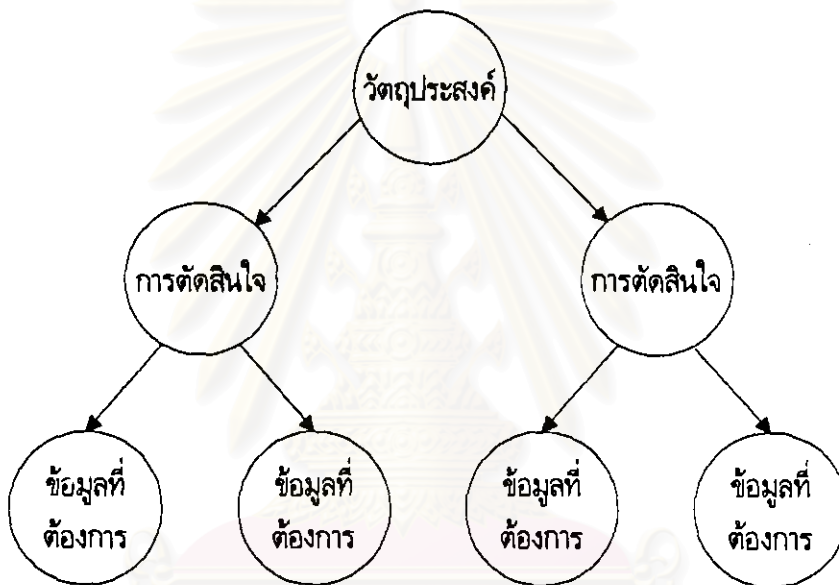 วัตถุประสงค์
การตัดสินใจ
การตัดสินใจ
ข้อมูลที่
ต้องการ
ข้อมูลที่
ต้องการ
ข้อมูลที่
ต้องการ
ข้อมูลที่
ต้องการ